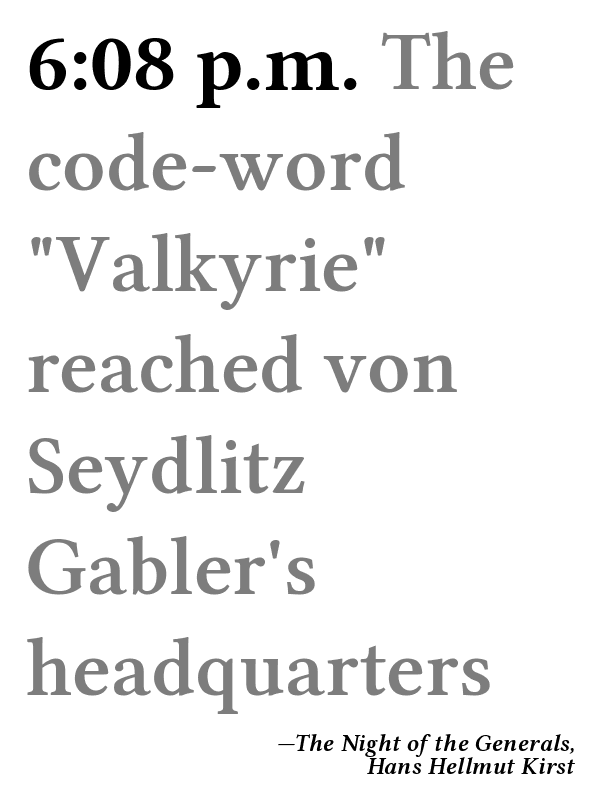 6:08 p.m. The
code-word
"Valkyrie"
reached von
Seydlitz
Gabler's
headquarters
—The Night of the Generals,
Hans Hellmut Kirst